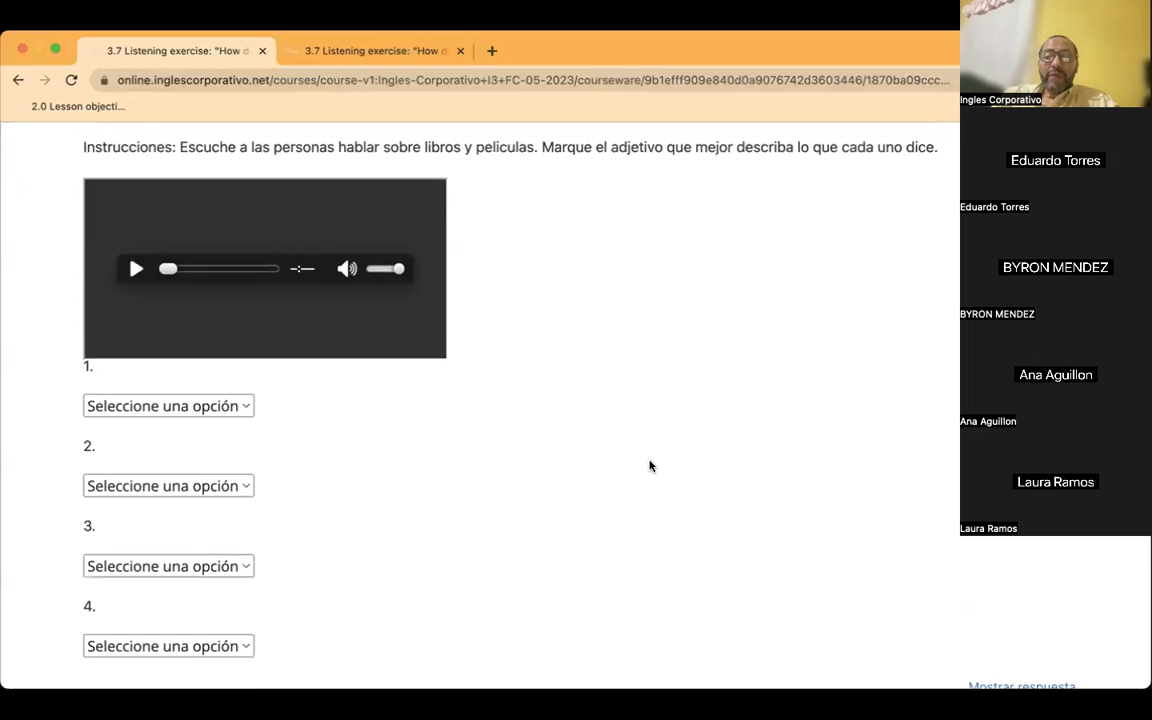 3.7 Listening exercise: "How d
3.7 Listening exercise: "How d
online.inglescorporativo.net/courses/course-v1:Ingles-Corporativo+I3+FC-05-2023/courseware/9b1efff909e840d0a9076742d3603446/1870ba09ccc...
2.0 Lesson objecti...
Instrucciones: Escuche a las personas hablar sobre libros y peliculas. Marque el adjetivo que mejor describa lo que cada uno dice.
-:--
1.
Seleccione una opción
2.
Seleccione una opción
3.
Seleccione una opción
4.
Seleccione una opción
Mostrar respuesta
Ingles Corporativo
Eduardo Torres
Eduardo Torres
BYRON MENDEZ
BYRON MENDEZ
Ana Aguillon
Ana Aguillon
Laura Ramos
Laura Ramos